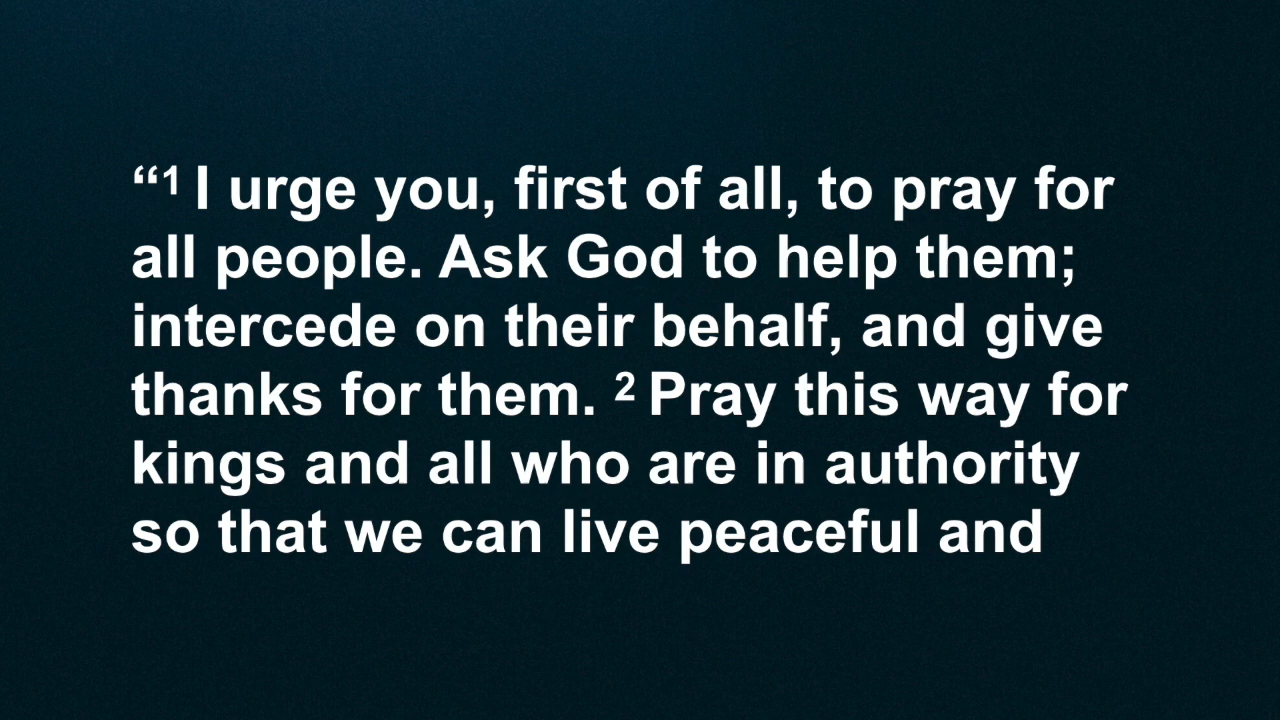 “1 I urge you, first of all, to pray for
all people. Ask God to help them;
intercede on their behalf, and give
thanks for them. 2 Pray this way for
kings and all who are in authority
so that we can live peaceful and